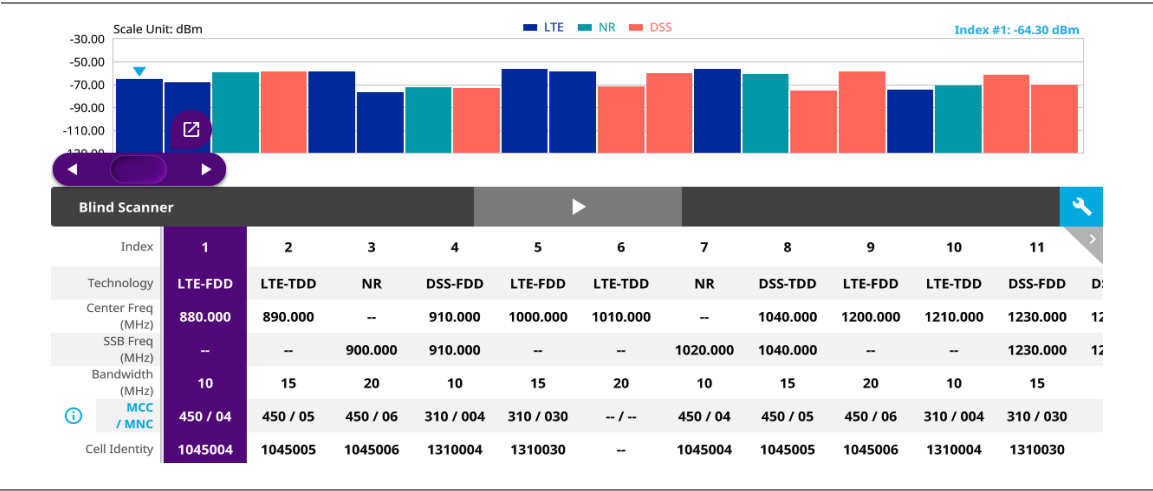 Scale Unit: dBm
LTE NR DSS
Index #1: -64.30 dBm
-30.00
-50.00
-70.00
-90.00
-110.00
Blind Scanner
Index 1 2 3 4 5 6 7 8 9 10 11
Technology LTE-FDD LTE-TDD NR DSS-FDD LTE-FDD LTE-TDD NR DSS-TDD LTE-FDD LTE-TDD DSS-FDD
Center Freq
(MHz) 880.000 890.000 -- 910.000 1000.000 1010.000 -- 1040.000 1200.000 1210.000 1230.000
SSB Freq
(MHz) -- -- 900.000 910.000 -- -- 1020.000 1040.000 -- -- 1230.000
Bandwidth
(MHz) 10 15 20 10 15 20 10 15 20 10 15
MCC
/ MNC 450 / 04 450 / 05 450 / 06 310 / 004 310 / 030 -- / -- 450 / 04 450 / 05 450 / 06 310 / 004 310 / 030
Cell Identity 1045004 1045005 1045006 1310004 1310030 -- 1045004 1045005 1045006 1310004 1310030